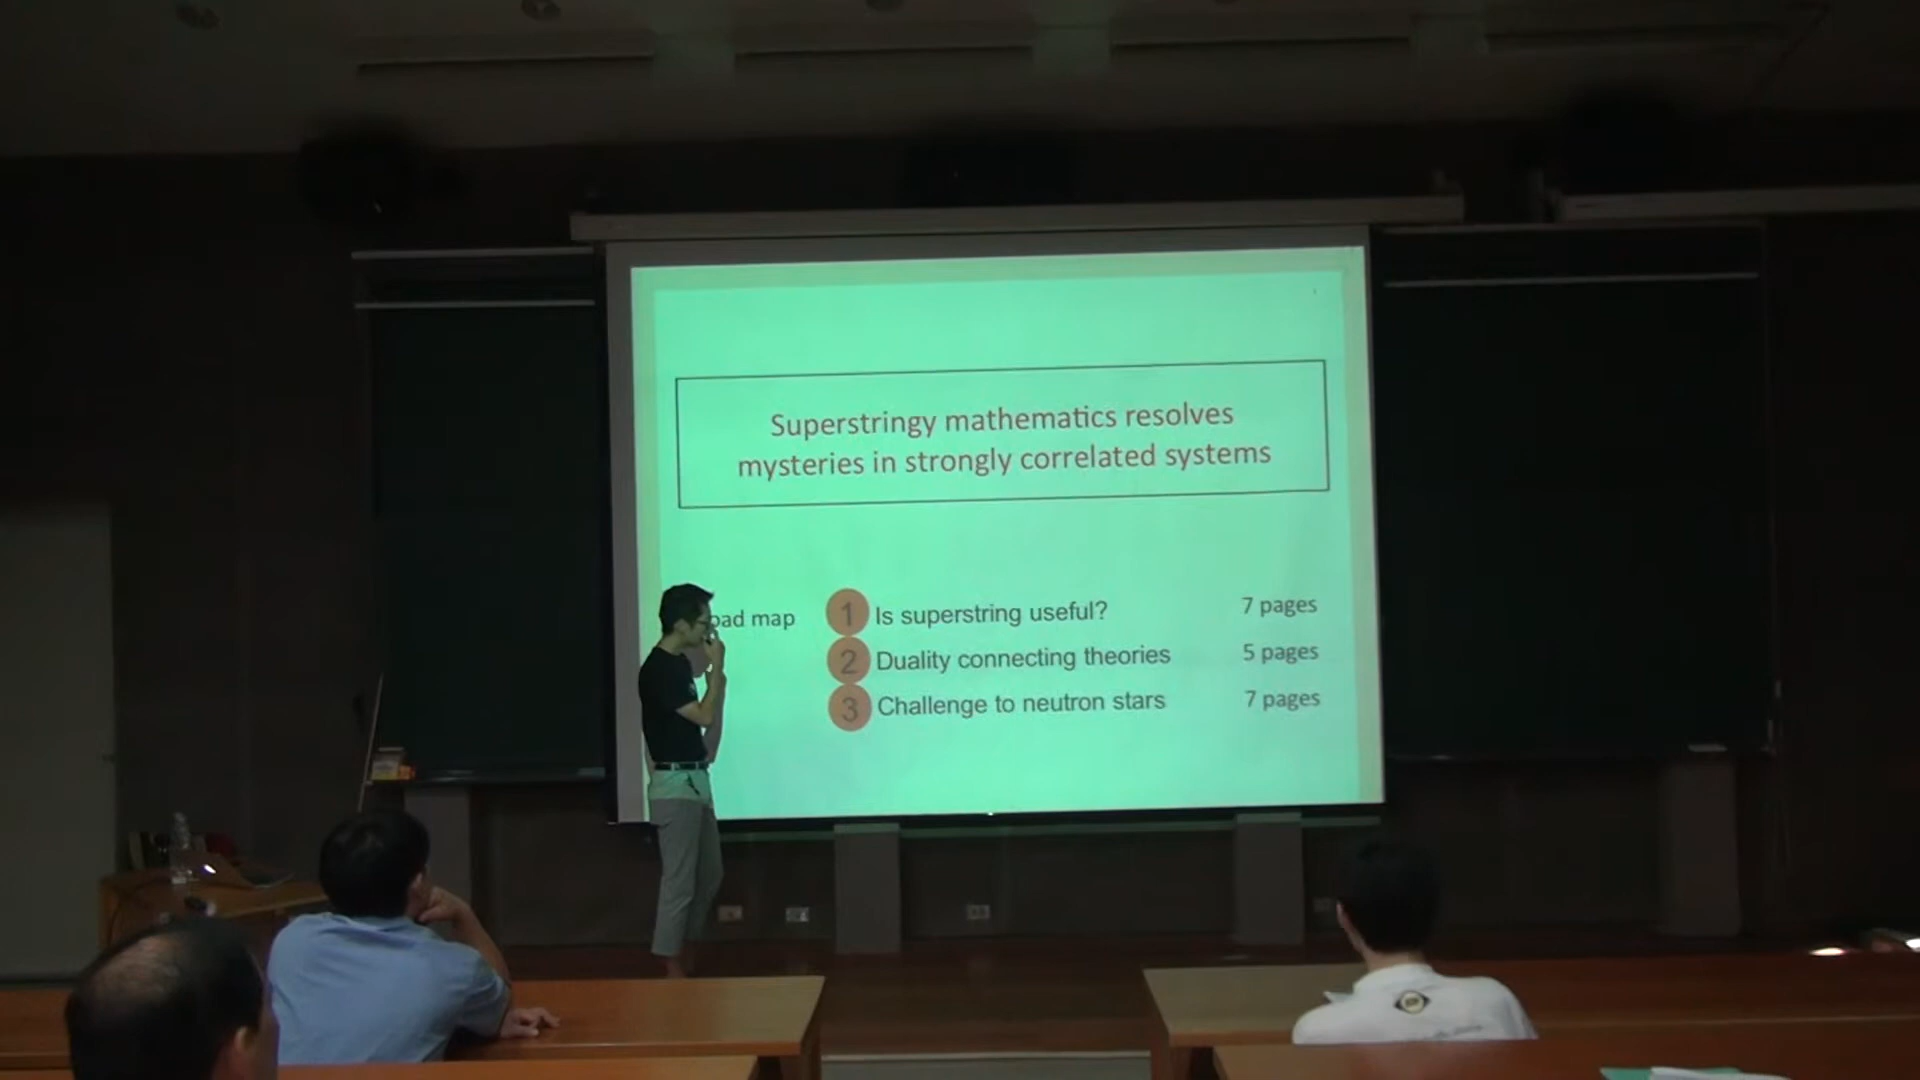 Superstringy mathematics resolves
mysteries in strongly correlated systems
oad map
1 Is superstring useful? 7 pages
2 Duality connecting theories 5 pages
3 Challenge to neutron stars 7 pages